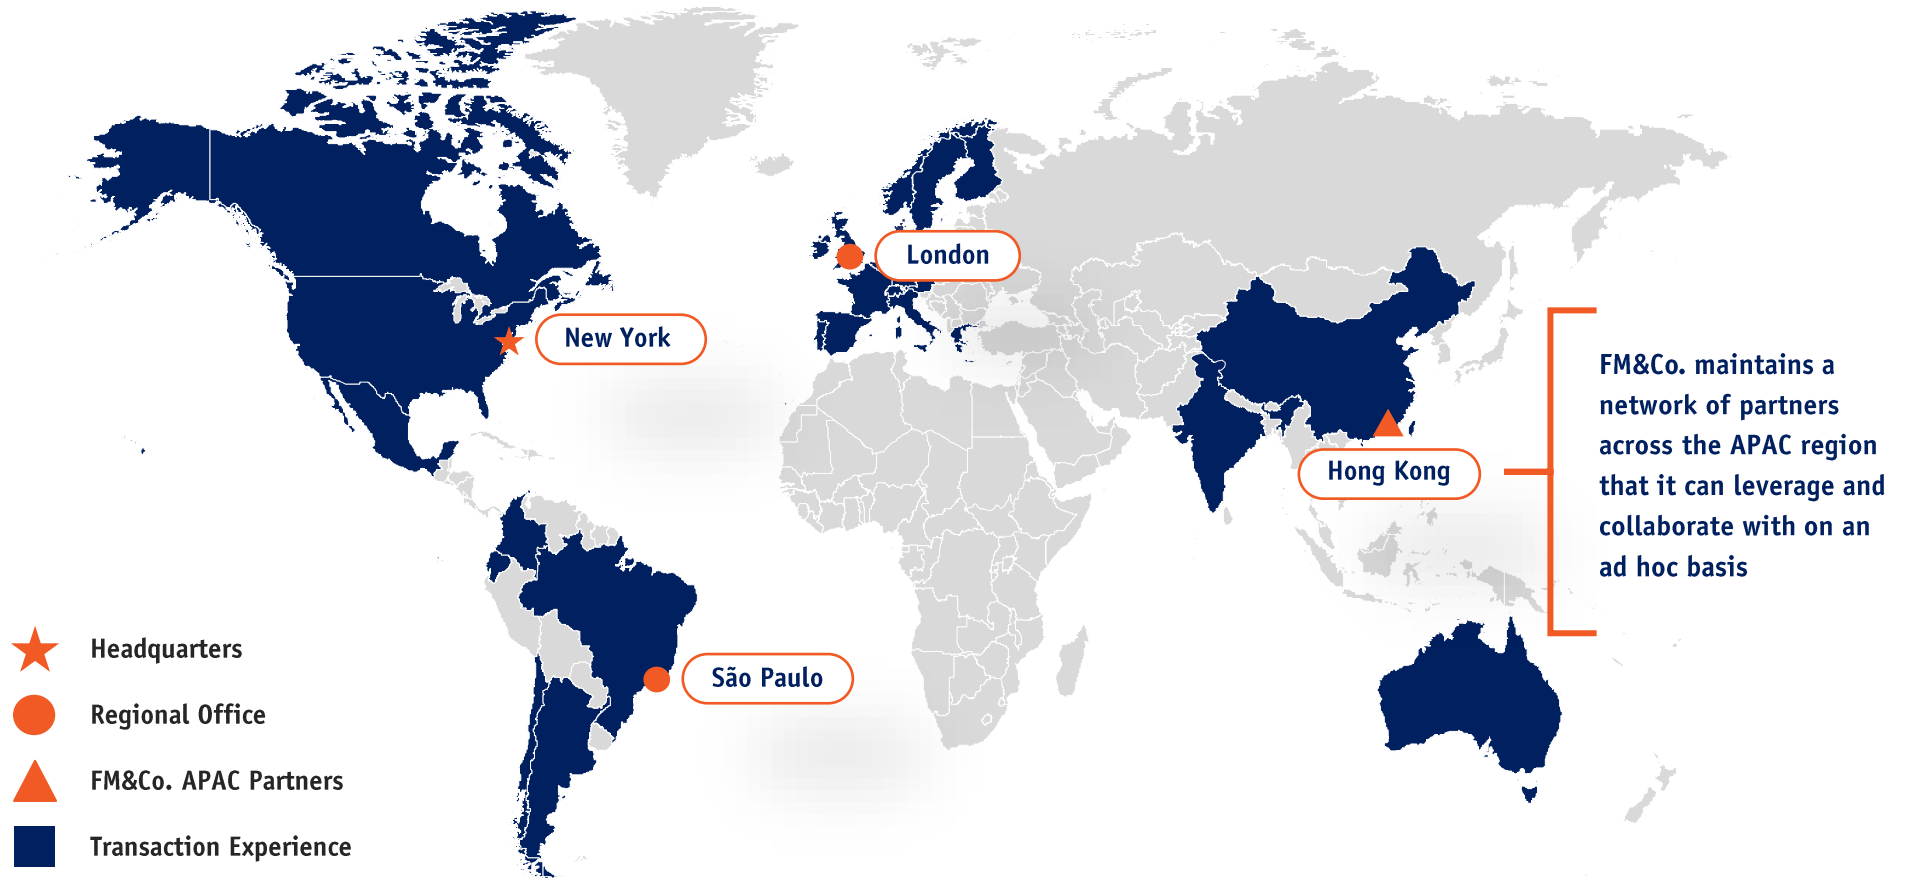 London
New York
Hong Kong
São Paulo
FM&Co. maintains a
network of partners
across the APAC region
that it can leverage and
collaborate with on an
ad hoc basis
Headquarters
Regional Office
FM&Co. APAC Partners
Transaction Experience